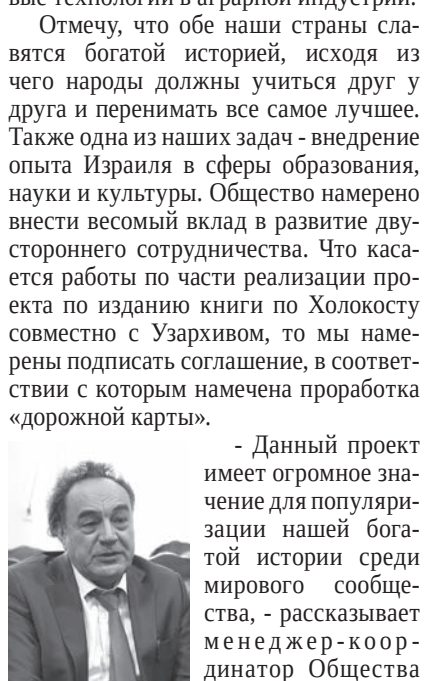 вые технологии в аграрной индустрии.
Отмечу, что обе наши страны сла-
вятся богатой историей, исходя из
чего народы должны учиться друг у
друга и перенимать все самое лучшее.
Также одна из наших задач - внедрение
опыта Израиля в сферы образования,
науки и культуры. Общество намерено
внести весомый вклад в развитие дву-
стороннего сотрудничества. Что каса-
ется работы по части реализации про-
екта по изданию книги по Холокосту
совместно с Узархивом, то мы наме-
рены подписать соглашение, в соответ-
ствии с которым намечена проработка
«дорожной карты».
- Данный проект
имеет огромное зна-
чение для популяри-
зации нашей бога-
той истории среди
мирового сообще-
ства, - рассказывает
менеджер-коор-
динатор Общества